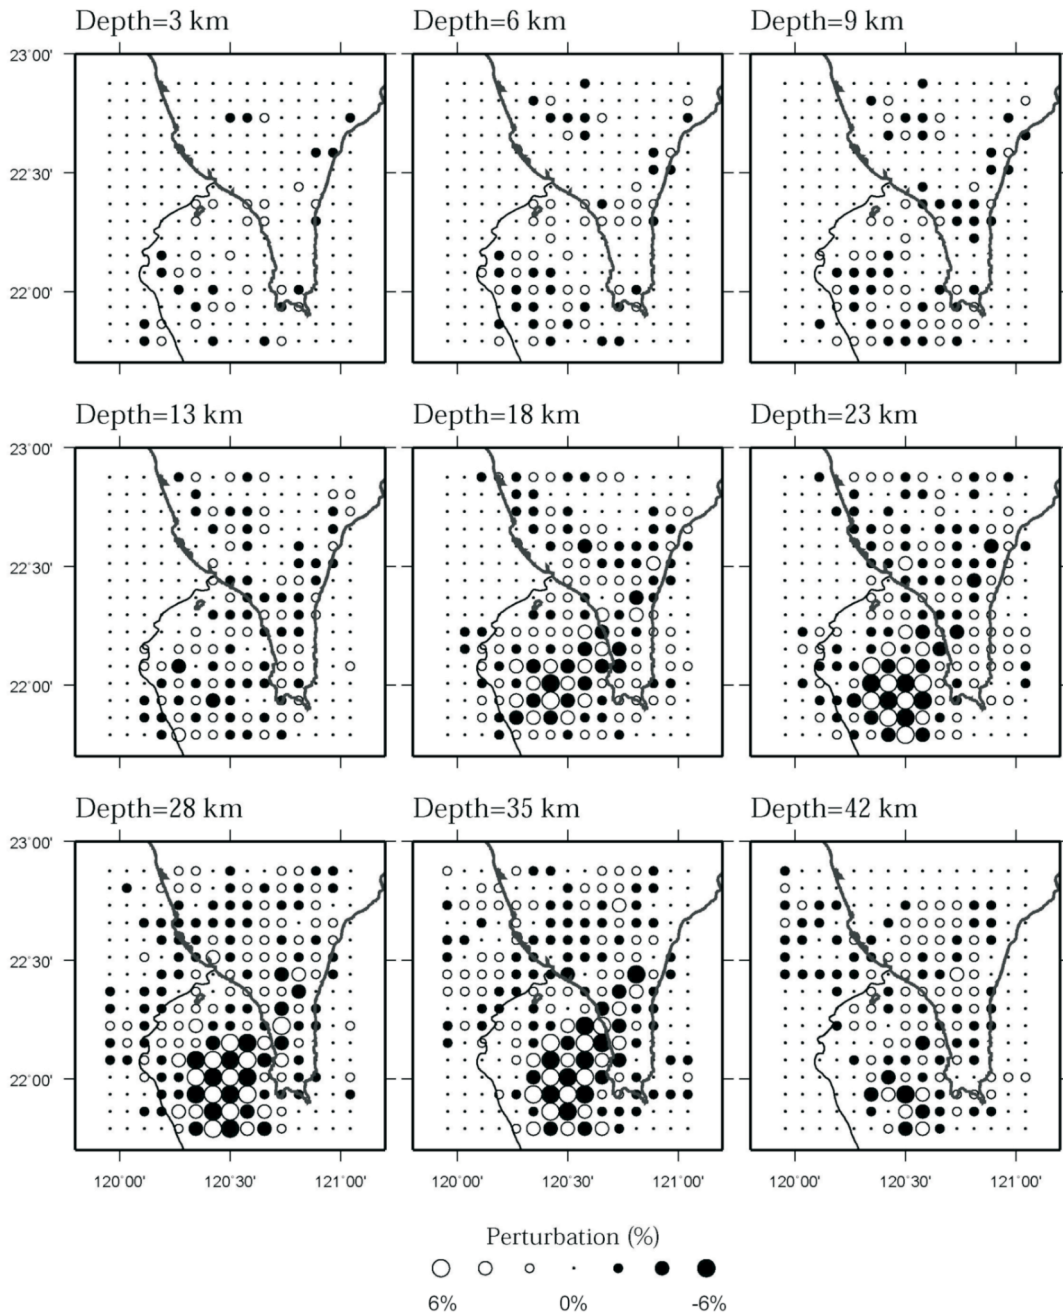 Depth=3 km Depth=6 km Depth=9 km
23°00'
22°30'
22°00'
Depth=13 km Depth=18 km Depth=23 km
23°00'
22°30'
22°00'
Depth=28 km Depth=35 km Depth=42 km
23°00'
22°30'
22°00'
120°00' 120°30' 121°00' 120°00' 120°30' 121°00' 120°00' 120°30' 121°00'
Perturbation (%)
6% 0% -6%